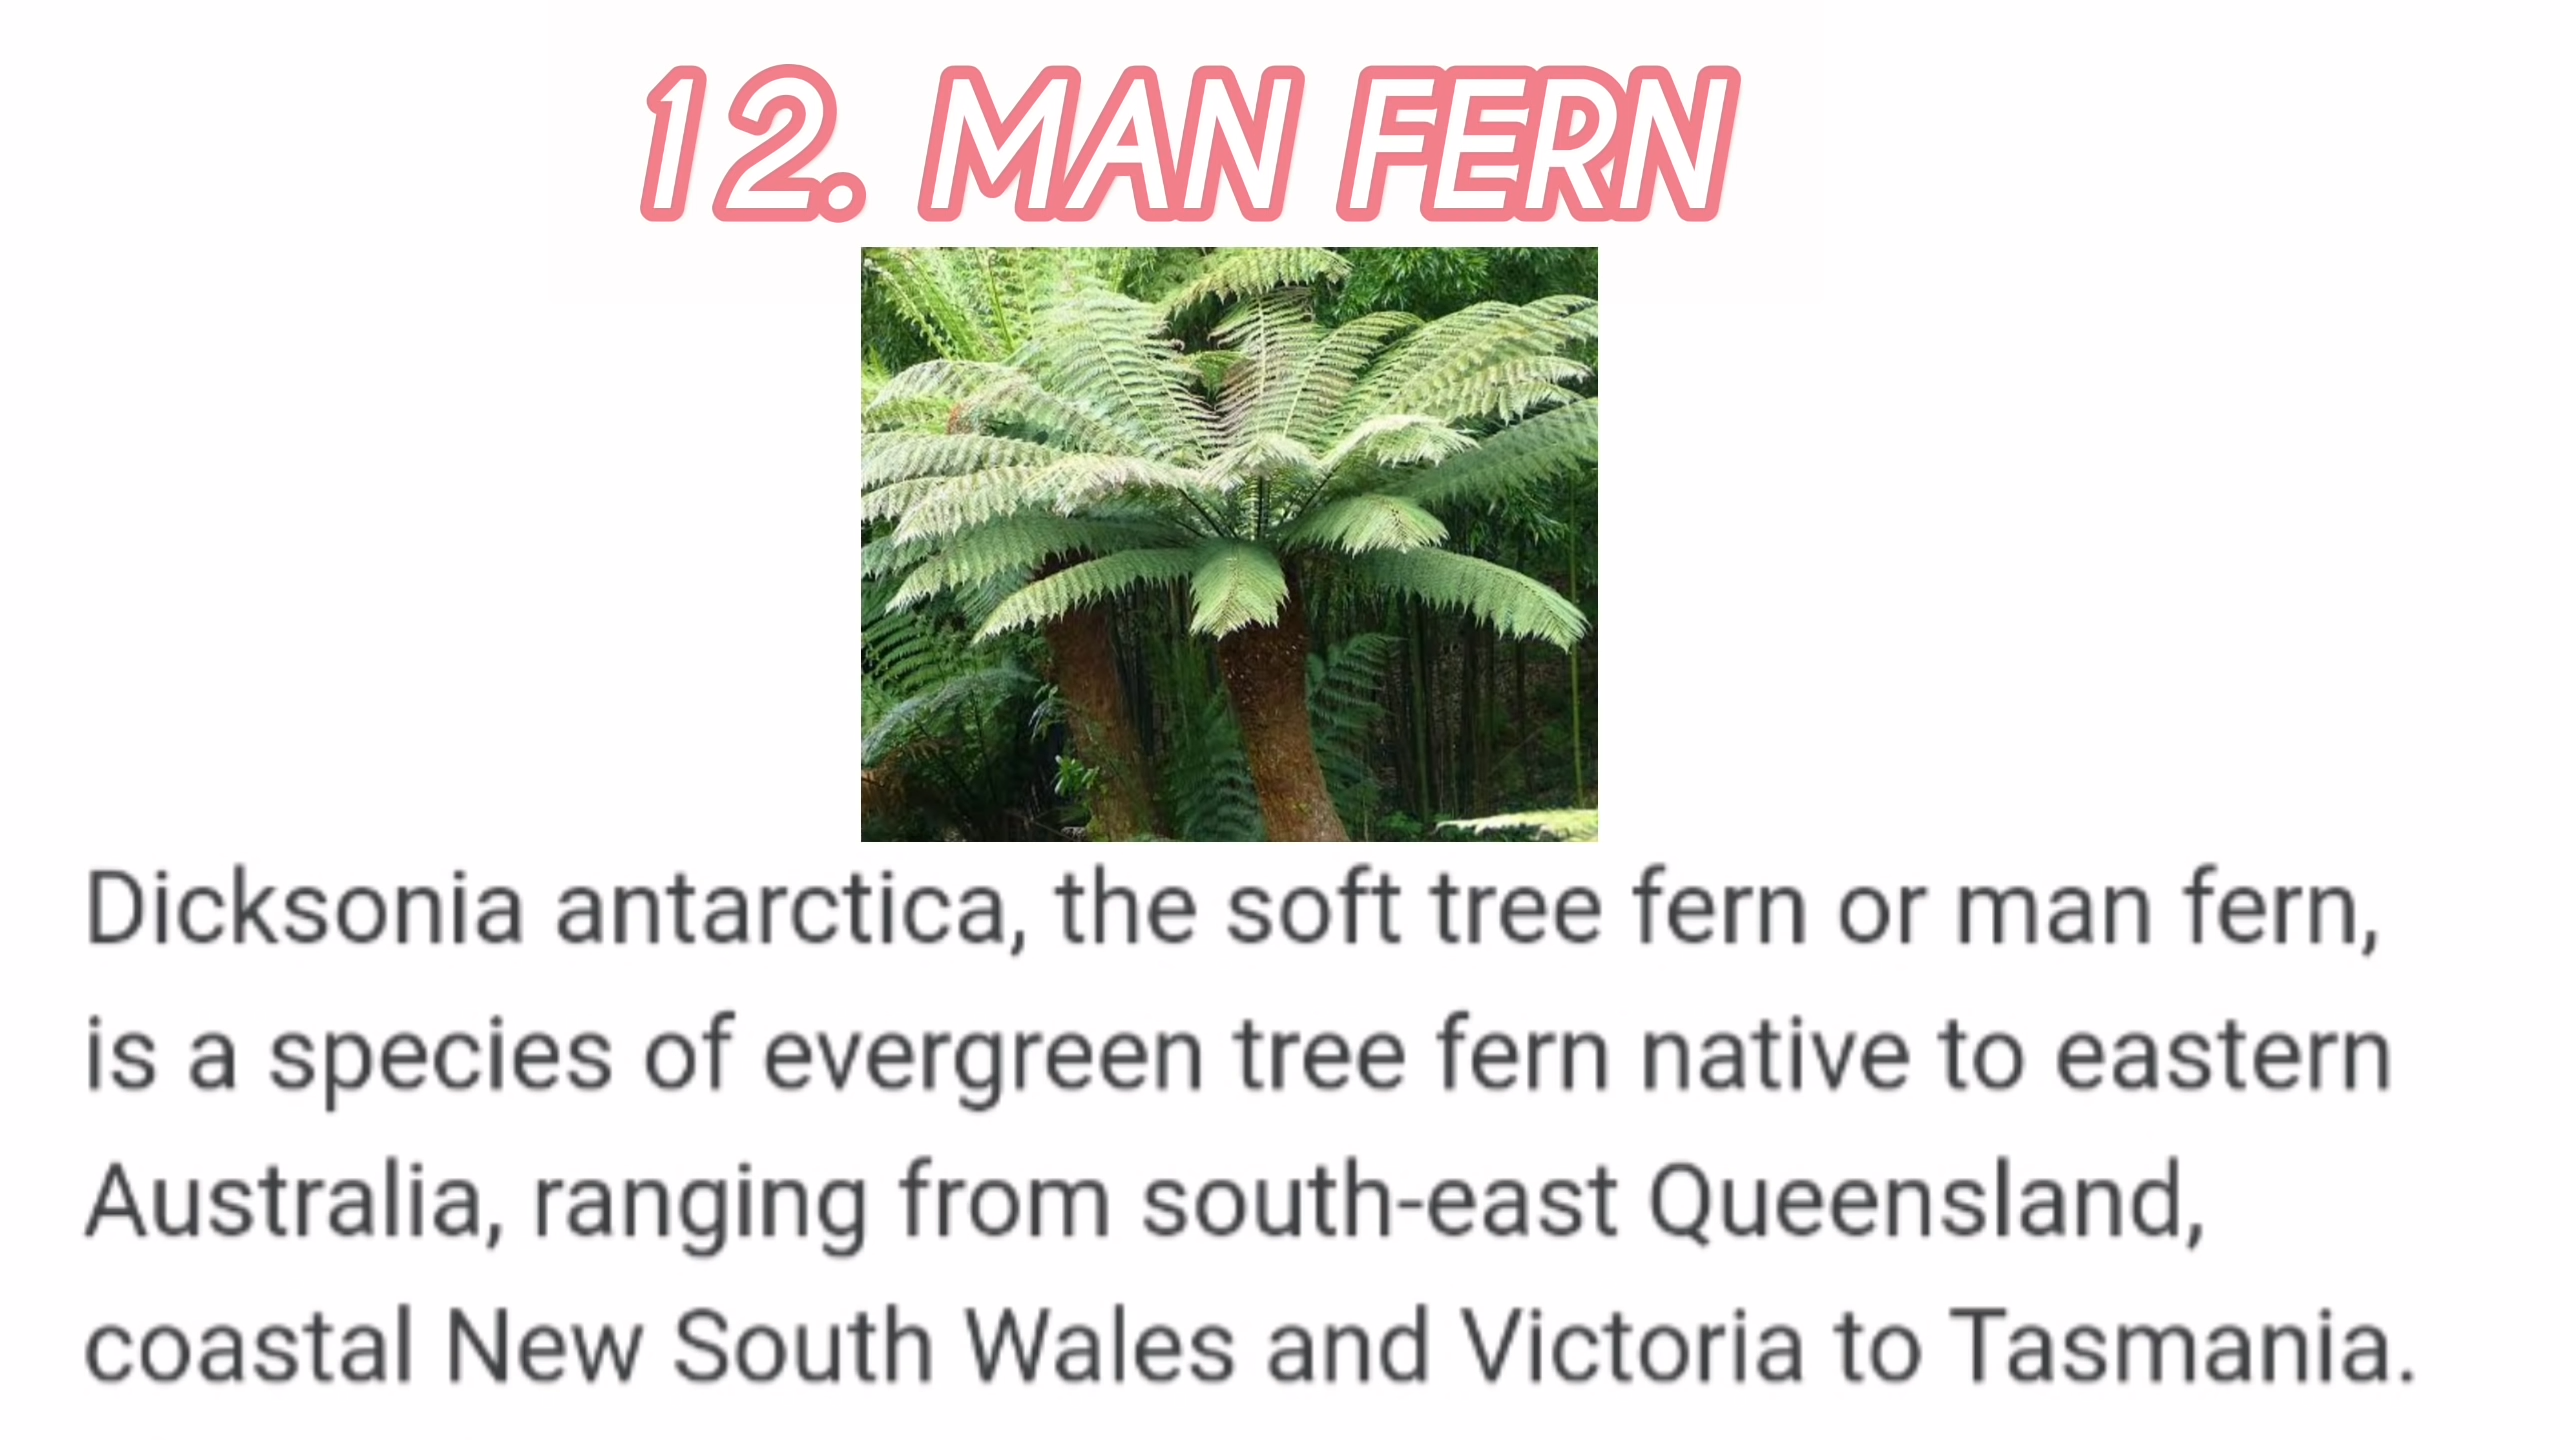 12. MAN FERN
Dicksonia antarctica, the soft tree fern or man fern,
is a species of evergreen tree fern native to eastern
Australia, ranging from south-east Queensland,
coastal New South Wales and Victoria to Tasmania.